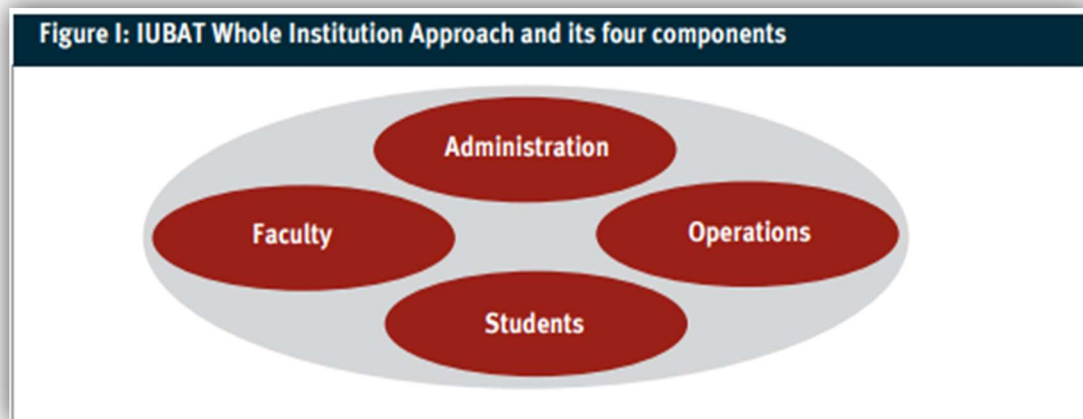 Figure I: IUBAT Whole Institution Approach and its four components
Administration
Faculty
Operations
Students